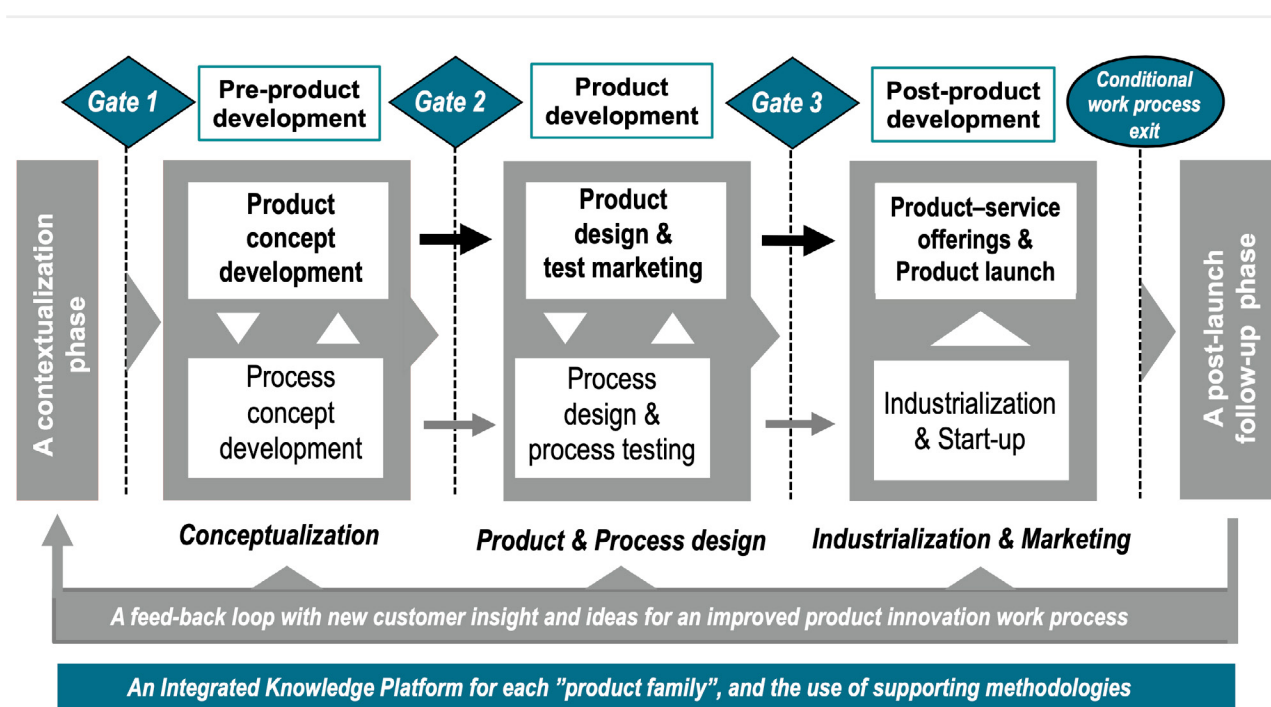 Gate 1
Pre-product
development
Gate 2
Product
development
Gate 3
Post-product
development
Conditional
work process
exit
A contextualization
phase
Product
concept
development
Process
concept
development
Product
design &
test marketing
Process
design &
process testing
Product–service
offerings &
Product launch
Industrialization
& Start-up
A post-launch
follow-up phase
Conceptualization
Product & Process design
Industrialization & Marketing
A feed-back loop with new customer insight and ideas for an improved product innovation work process
An Integrated Knowledge Platform for each ”product family”, and the use of supporting methodologies